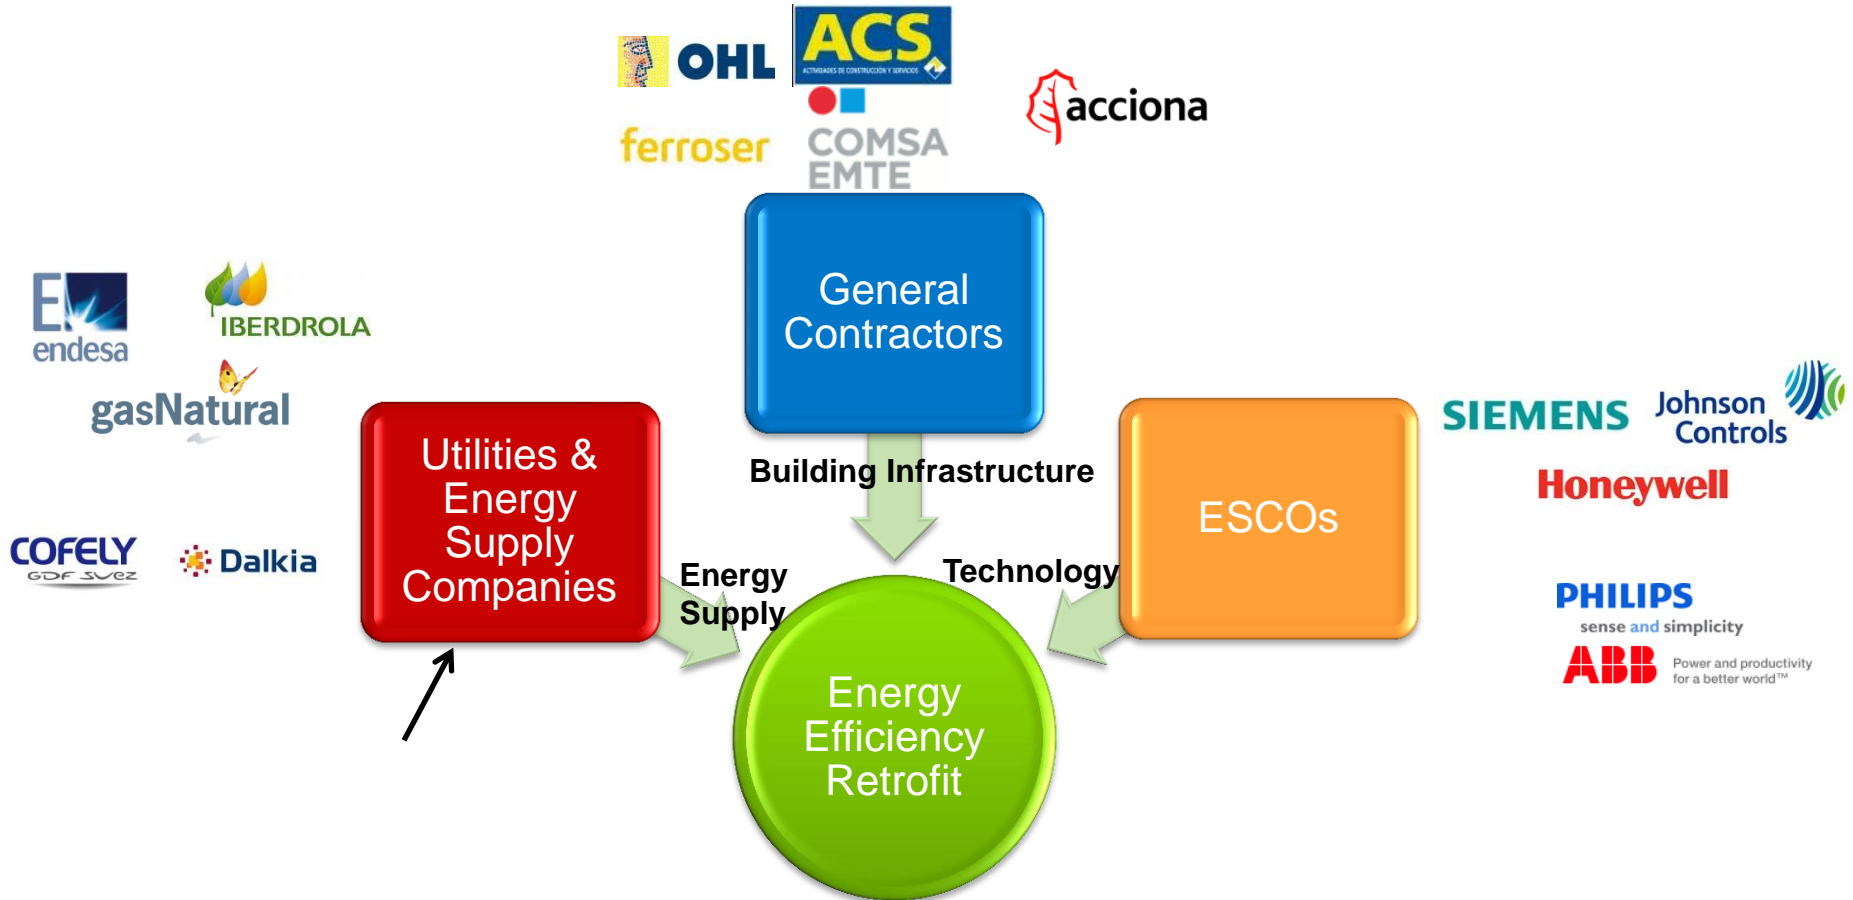 OHL
ACS
ACTIVIDADES DE CONSTRUCCIÓN Y SERVICIOS
acciona
ferroser
COMSA
EMTE
General
Contractors
endesa
IBERDROLA
gasNatural
COFELY
GDF SUEZ
Dalkia
Utilities &
Energy
Supply
Companies
Building Infrastructure
Energy
Supply
Technology
ESCOs
SIEMENS
Johnson
Controls
Honeywell
PHILIPS
sense and simplicity
ABB
Power and productivity
for a better world™
Energy
Efficiency
Retrofit